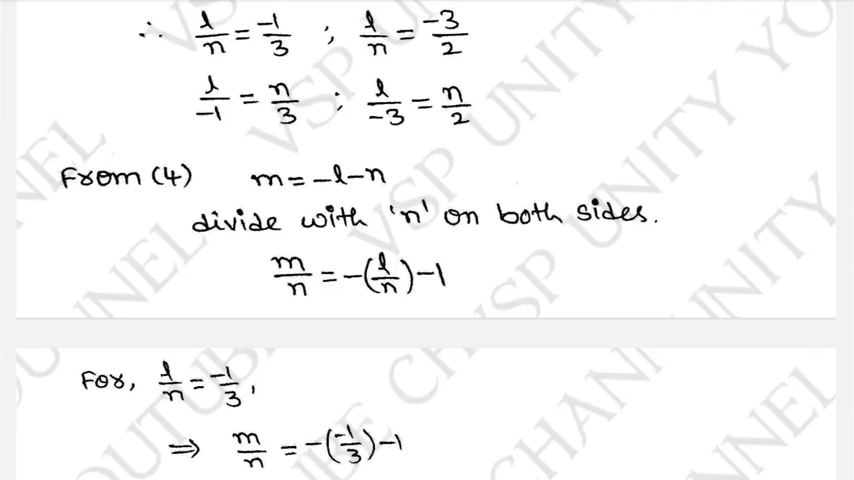 ∴ l/n = -1/3 ; l/n = -3/2
l/-1 = n/3 ; l/-3 = n/2
From (4) m = -l-n
divide with 'n' on both sides.
m/n = -(l/n) -1
For, l/n = -1/3,
⇒ m/n = -(-1/3) -1